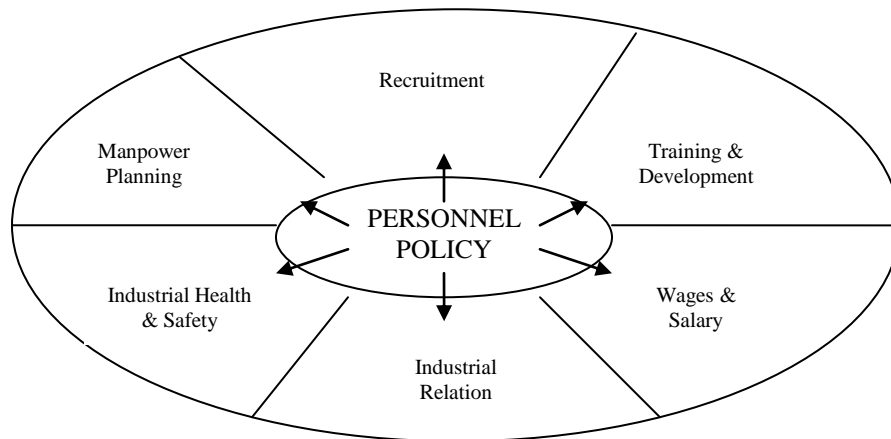 Recruitment
Manpower
Planning
Training &
Development
PERSONNEL
POLICY
Industrial Health
& Safety
Wages &
Salary
Industrial
Relation